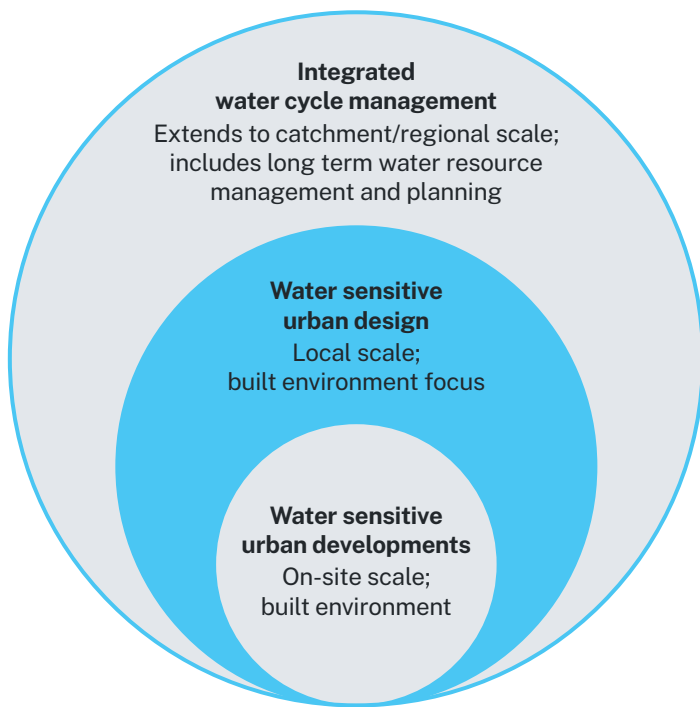 Integrated
water cycle management
Extends to catchment/regional scale;
includes long term water resource
management and planning
Water sensitive
urban design
Local scale;
built environment focus
Water sensitive
urban developments
On-site scale;
built environment